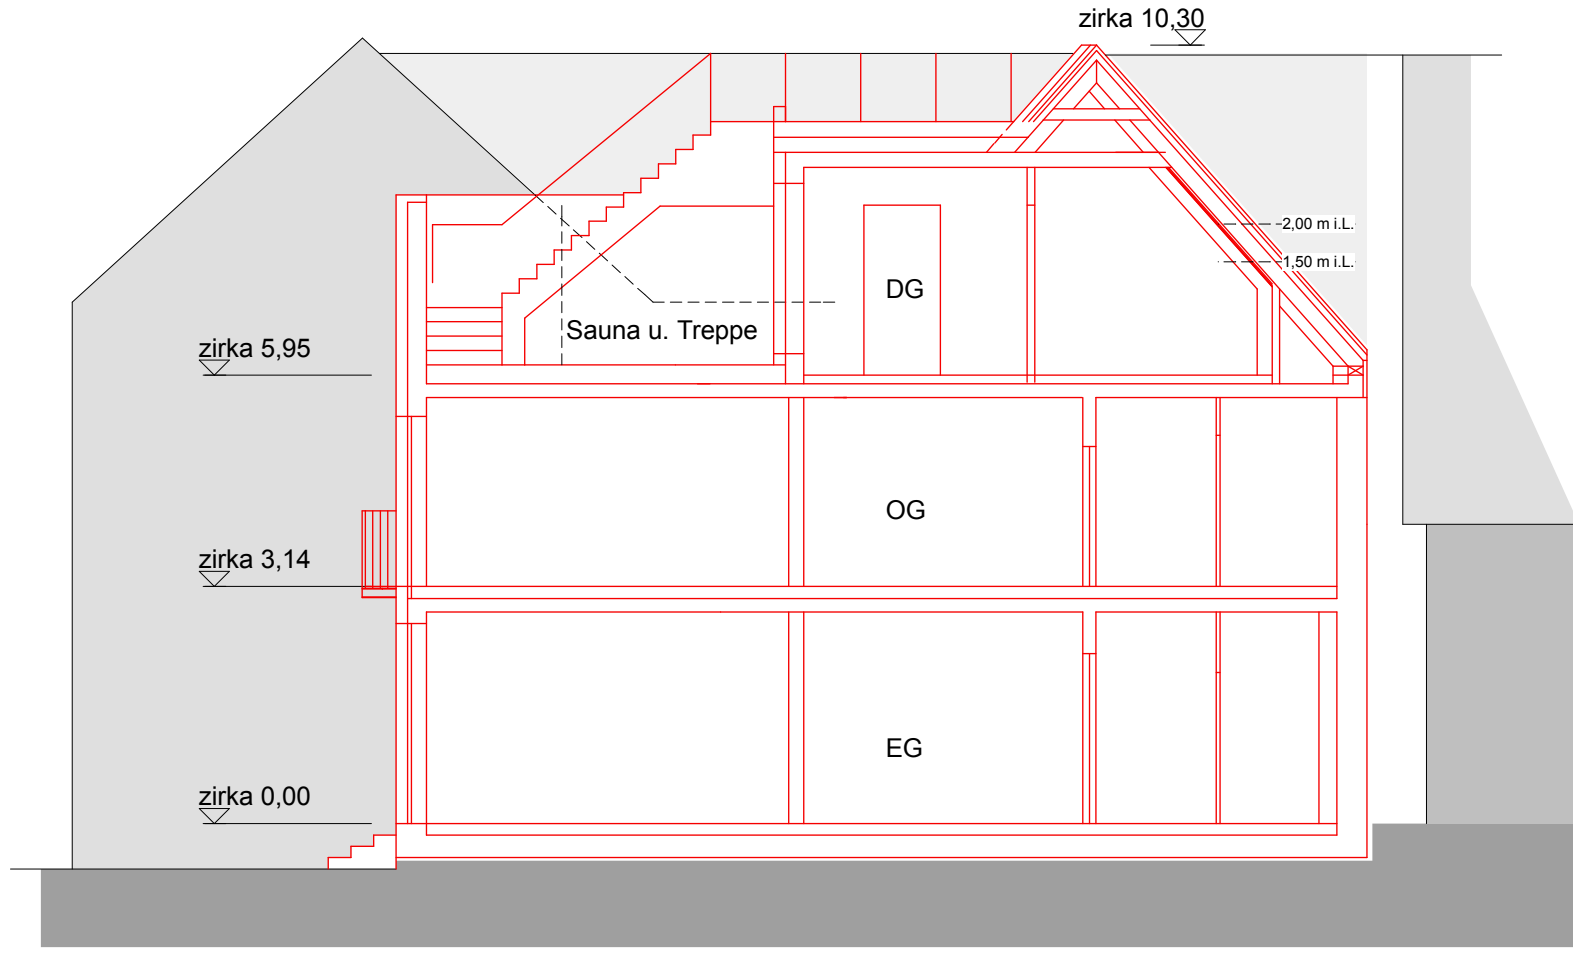 zirka 10,30
2,00 m i.L.
1,50 m i.L.
DG
Sauna u. Treppe
zirka 5,95
OG
zirka 3,14
EG
zirka 0,00